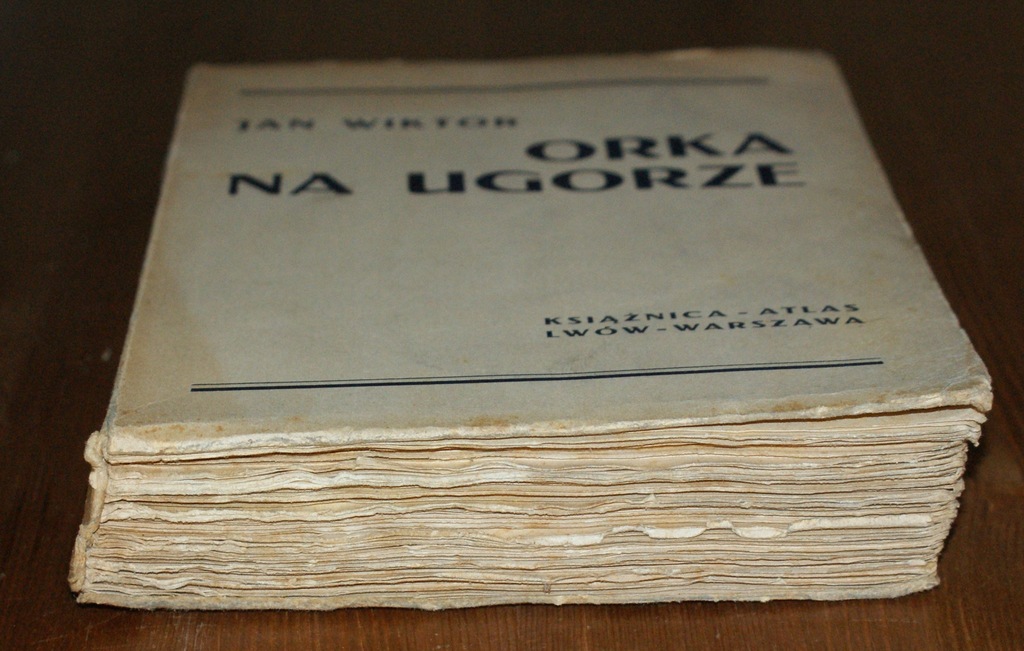 JAN WIKTOR
ORKA
NA UGORZE
KSIĄŻNICA - ATLAS
LWÓW - WARSZAWA